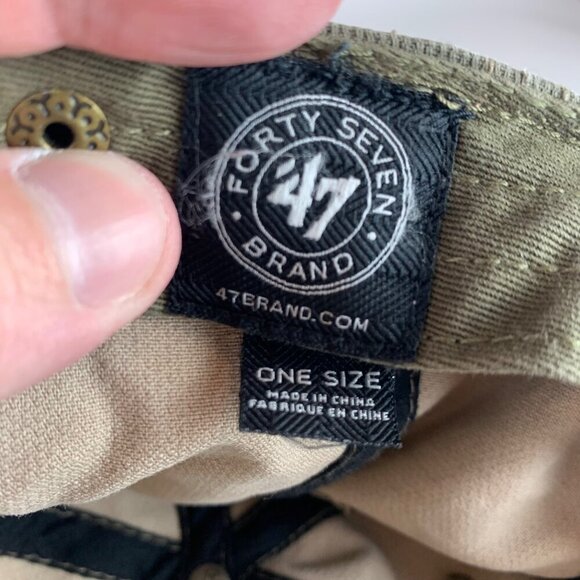 FORTY SEVEN
47
BRAND
47BRAND.COM
ONE SIZE
MADE IN CHINA
FABRIQUE EN CHINE